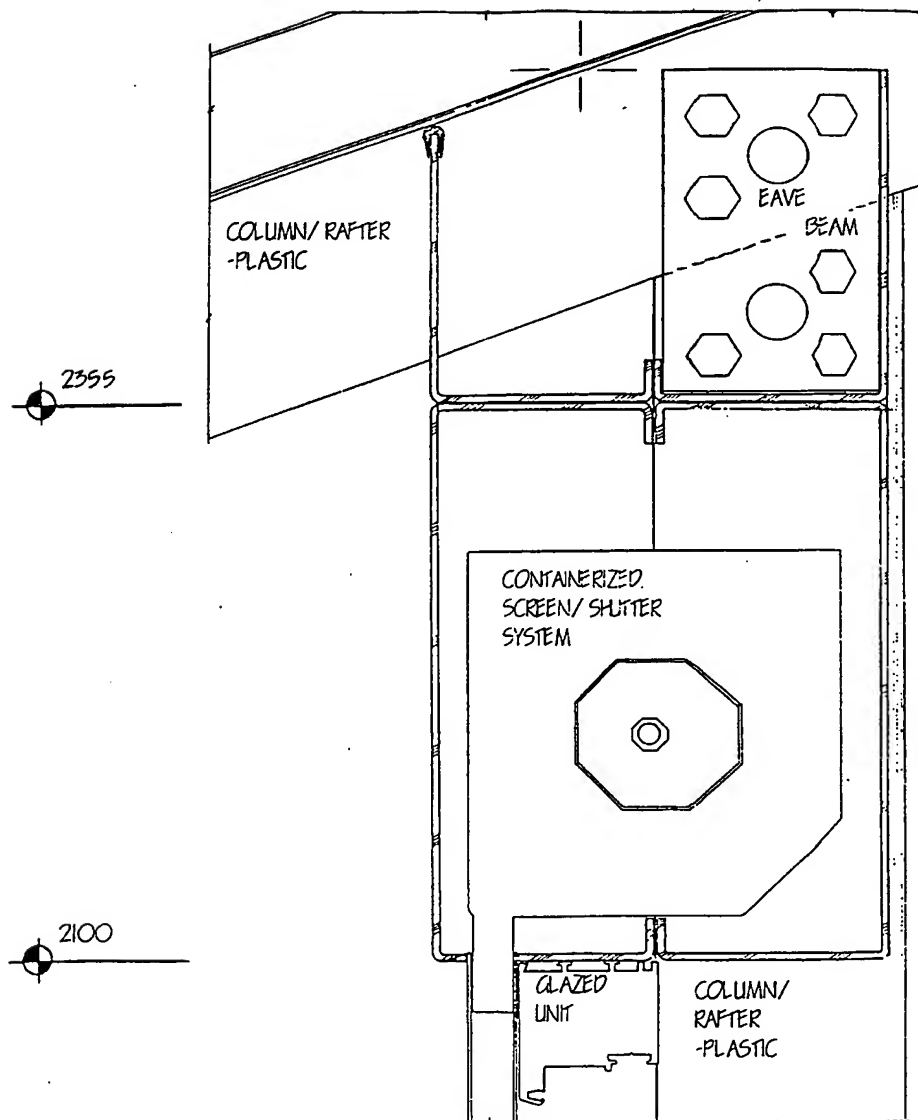 COLUMN/ RAFTER
-PLASTIC
EAVE
BEAM
2355
CONTAINERIZED.
SCREEN/ SHUTTER
SYSTEM
2100
GLAZED
UNIT
COLUMN/
RAFTER
-PLASTIC